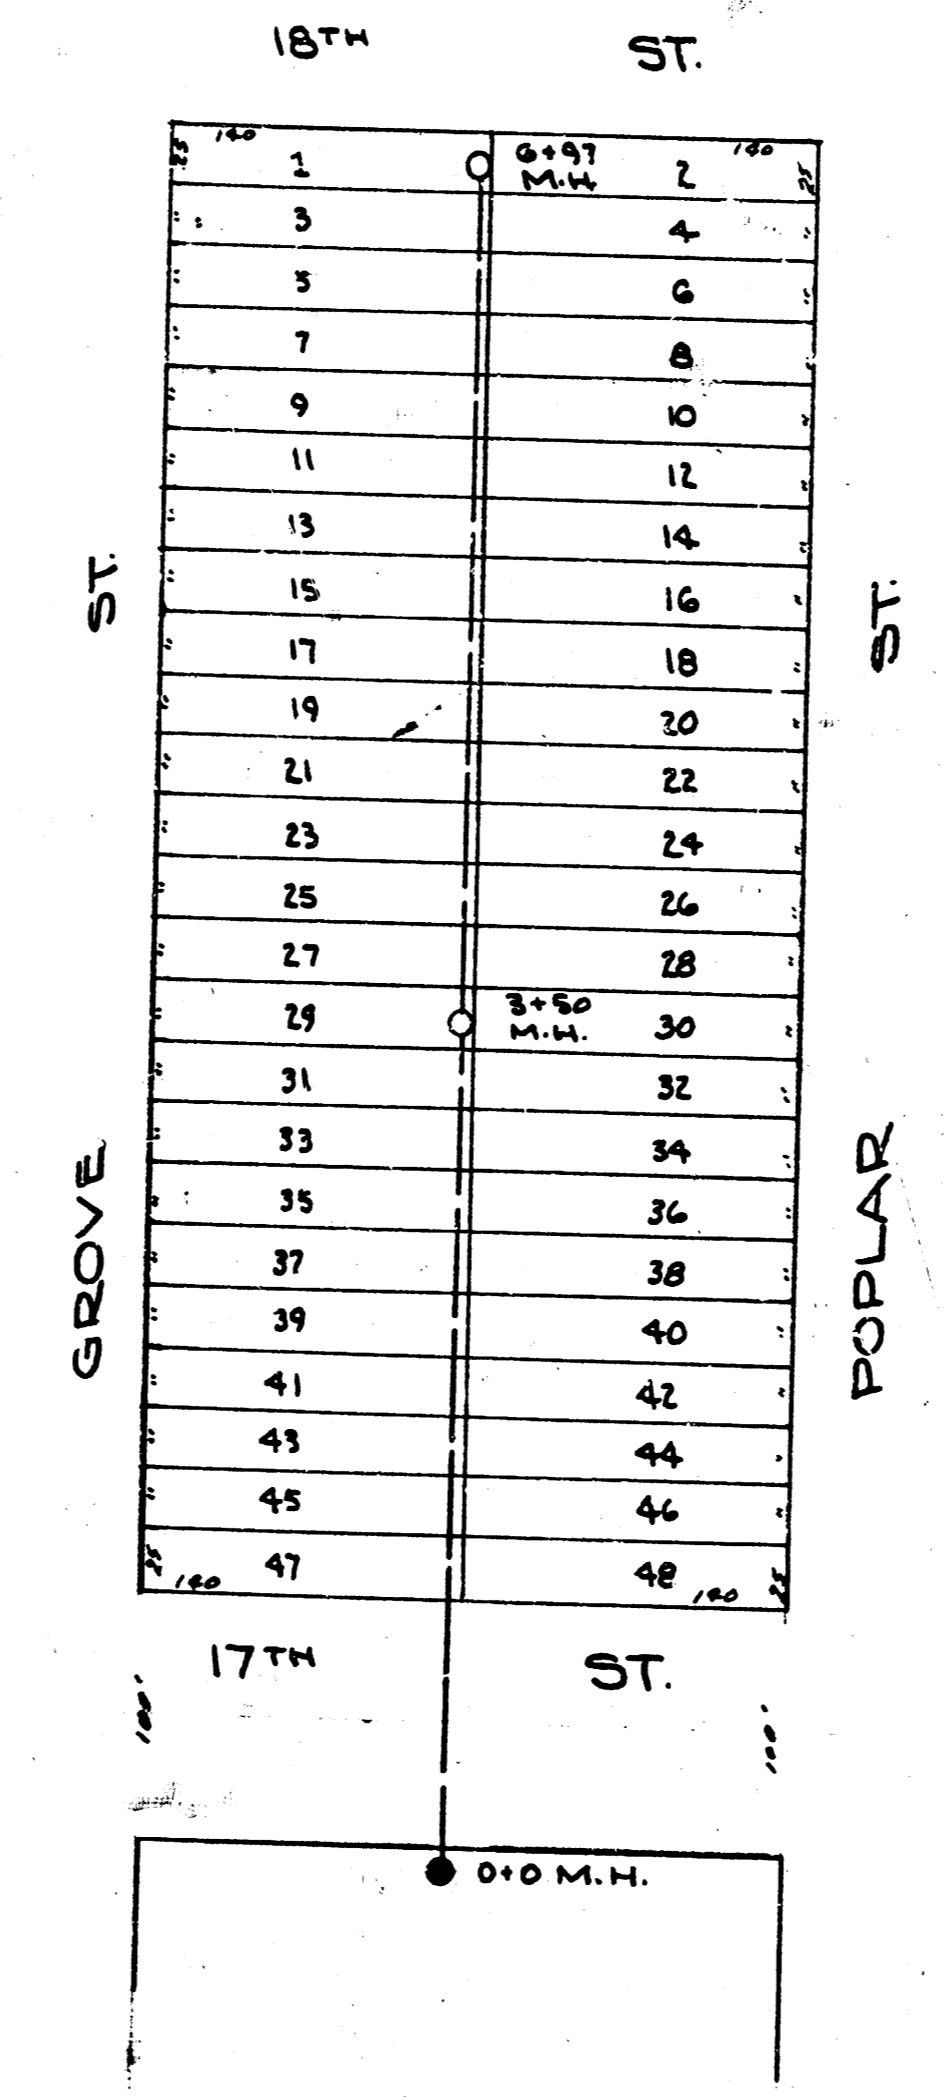 18TH ST.
140 140
25 1 6+97 2 25
M.H.
" " 3 4 "
" 5 6 "
" 7 8 "
" 9 10 "
" 11 12 "
" 13 14 "
" 15 16 "
" 17 18 "
" 19 20 "
" 21 22 "
" 23 24 "
" 25 26 "
" 27 28 "
" 29 3+50 30 "
M.H.
" 31 32 "
" 33 34 "
" 35 36 "
" 37 38 "
" 39 40 "
" 41 42 "
" 43 44 "
" 45 46 "
25 47 48 25
140 140
GROVE ST.
POPLAR ST.
17TH ST.
100' 100'
0+0 M.H.